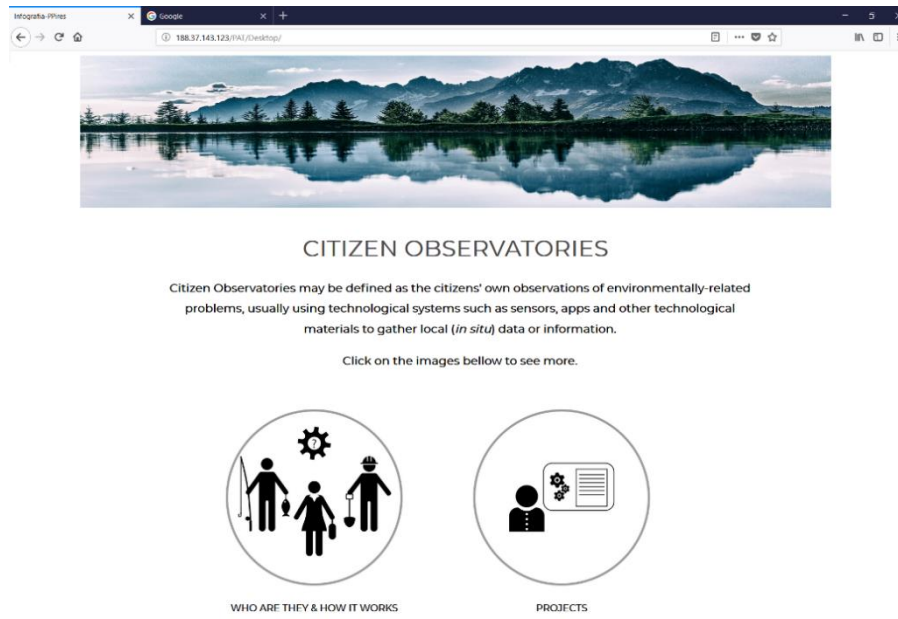 Infografia-PPires
Google
188.37.143.123/PAI/Desktop/
CITIZEN OBSERVATORIES
Citizen Observatories may be defined as the citizens' own observations of environmentally-related
problems, usually using technological systems such as sensors, apps and other technological
materials to gather local (in situ) data or information.
Click on the images bellow to see more.
?
WHO ARE THEY & HOW IT WORKS
PROJECTS